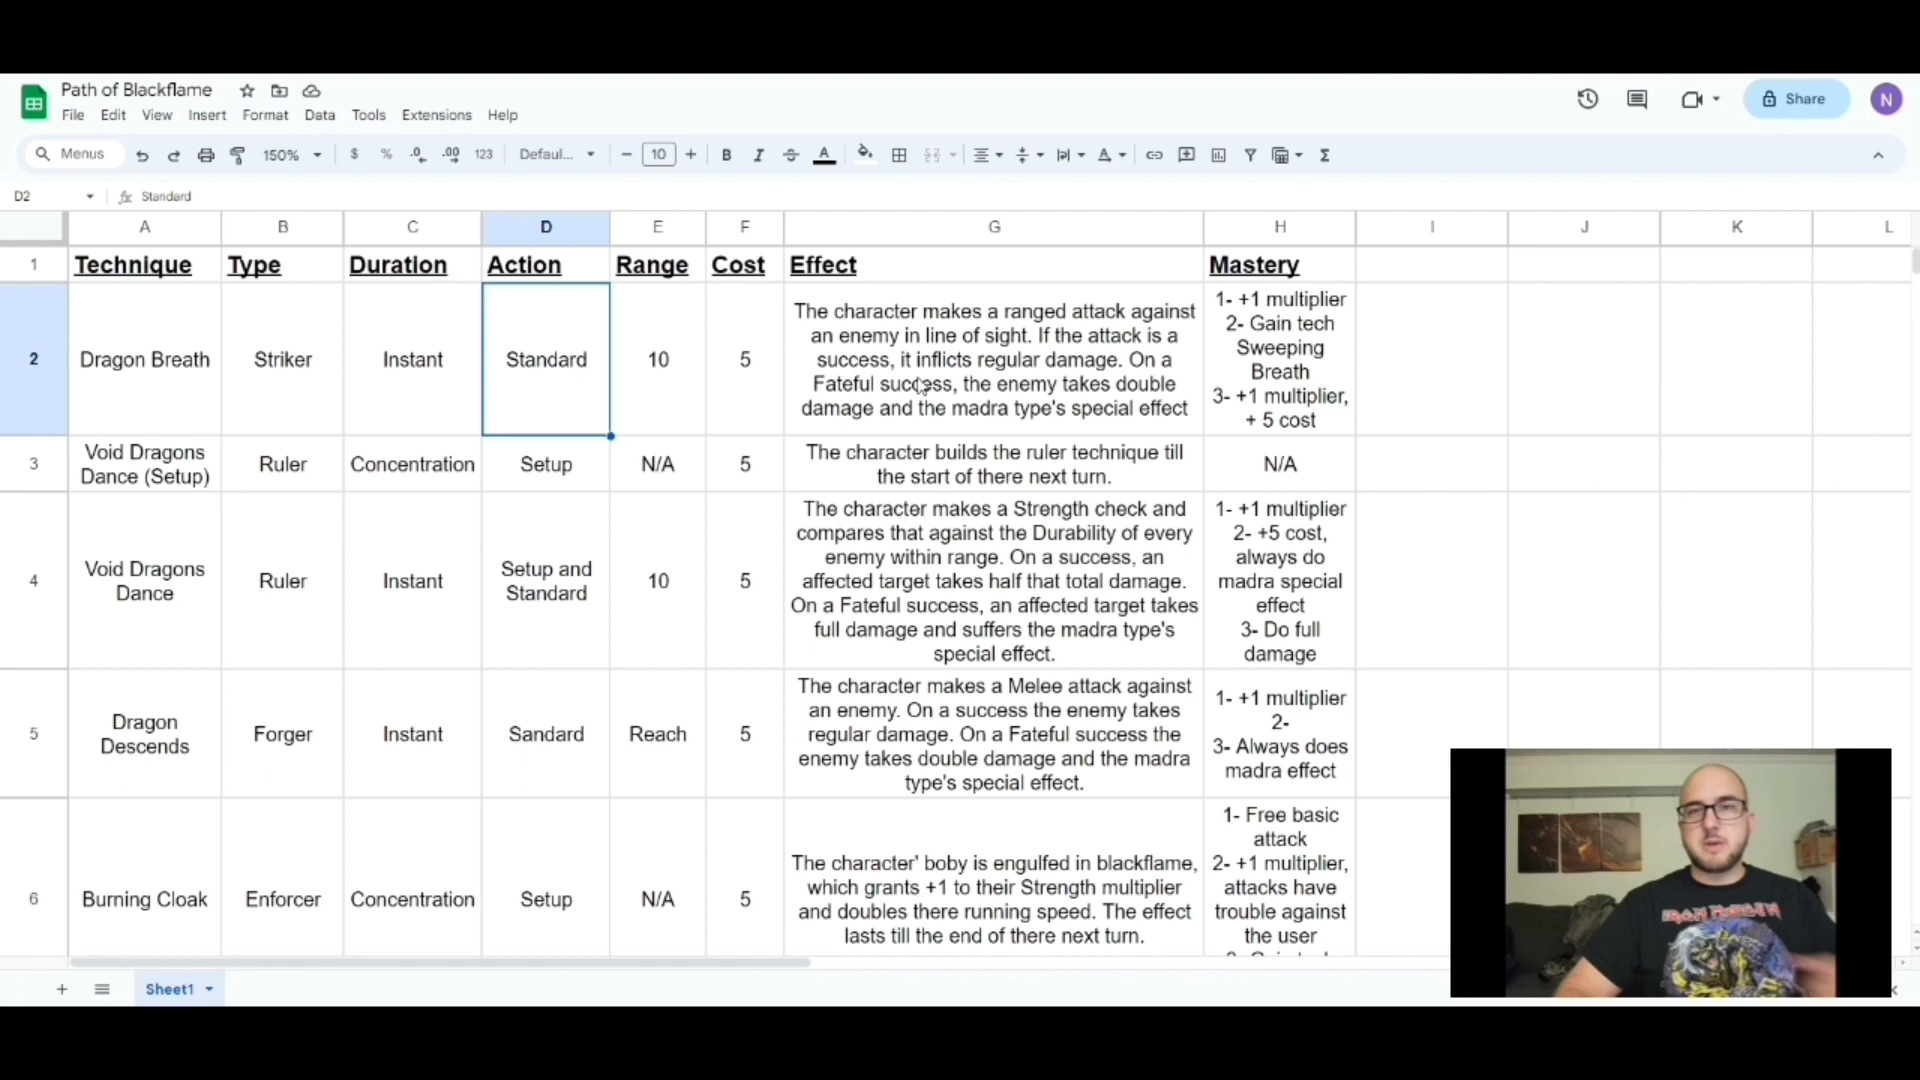 Path of Blackflame
File Edit View Insert Format Data Tools Extensions Help
Share
N
Menus
150%
$ % .0 .00 123
Defaul...
10
B I A
D2
Standard
A B C D E F G H I J K L
1
Technique
Type
Duration
Action
Range
Cost
Effect
Mastery
2
Dragon Breath
Striker
Instant
Standard
10
5
The character makes a ranged attack against
an enemy in line of sight. If the attack is a
success, it inflicts regular damage. On a
Fateful success, the enemy takes double
damage and the madra type's special effect
1- +1 multiplier
2- Gain tech
Sweeping
Breath
3- +1 multiplier,
+ 5 cost
3
Void Dragons
Dance (Setup)
Ruler
Concentration
Setup
N/A
5
The character builds the ruler technique till
the start of there next turn.
N/A
4
Void Dragons
Dance
Ruler
Instant
Setup and
Standard
10
5
The character makes a Strength check and
compares that against the Durability of every
enemy within range. On a success, an
affected target takes half that total damage.
On a Fateful success, an affected target takes
full damage and suffers the madra type's
special effect.
1- +1 multiplier
2- +5 cost,
always do
madra special
effect
3- Do full
damage
5
Dragon
Descends
Forger
Instant
Sandard
Reach
5
The character makes a Melee attack against
an enemy. On a success the enemy takes
regular damage. On a Fateful success the
enemy takes double damage and the madra
type's special effect.
1- +1 multiplier
2-
3- Always does
madra effect
6
Burning Cloak
Enforcer
Concentration
Setup
N/A
5
The character' boby is engulfed in blackflame,
which grants +1 to their Strength multiplier
and doubles there running speed. The effect
lasts till the end of there next turn.
1- Free basic
attack
2- +1 multiplier,
attacks have
trouble against
the user
IRON MAIDEN
Sheet1